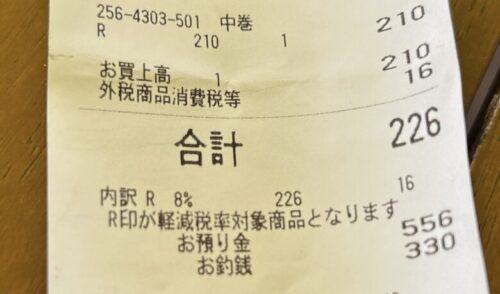 256-4303-501 中巻
R 210 1 210
お買上高 1 210
外税商品消費税等 16
合計 226
内訳 R 8% 226 16
R印が軽減税率対象商品となります
お預り金 556
お釣銭 330